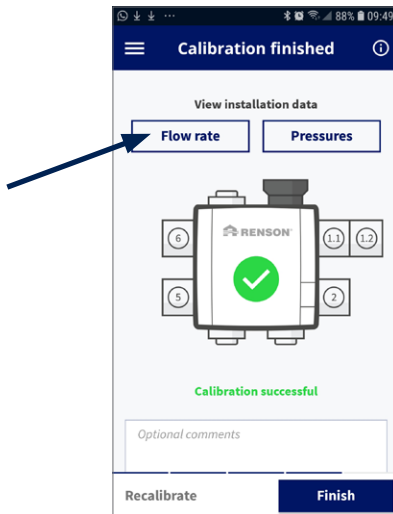 88% 09:49
Calibration finished
View installation data
Flow rate Pressures
RENSON
6 1.1 1.2
5 2
Calibration successful
Optional comments
Recalibrate Finish